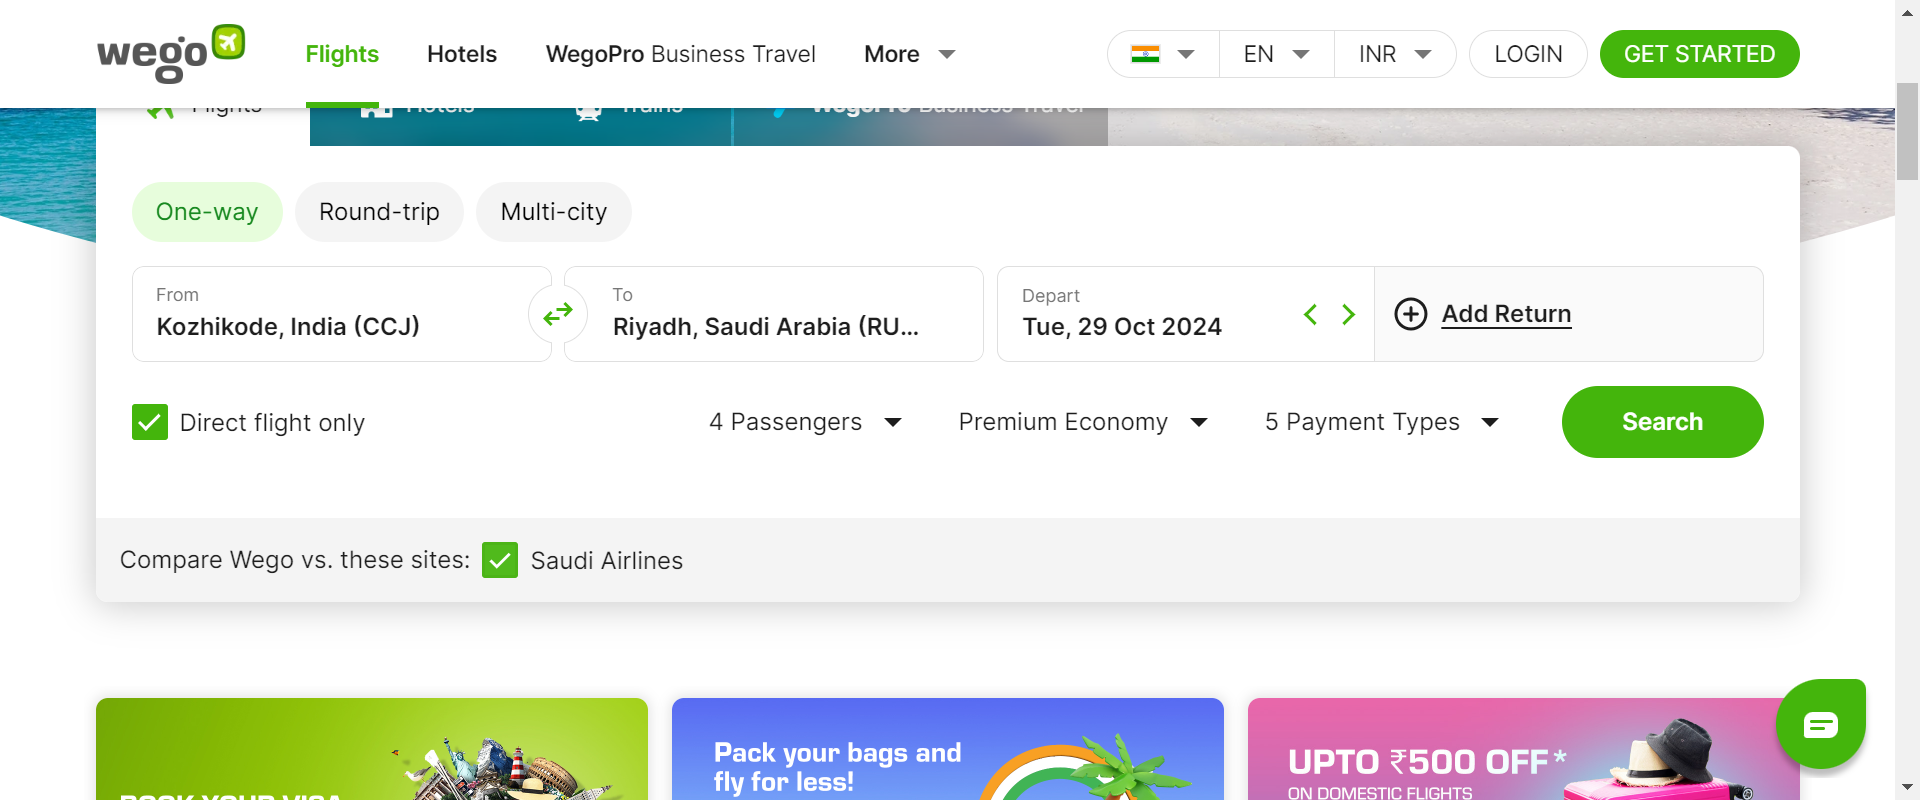 wego
Flights
Hotels
WegoPro Business Travel
More
EN
INR
LOGIN
GET STARTED
Flights
Hotels
Trains
WegoPro Business Travel
One-way
Round-trip
Multi-city
From
Kozhikode, India (CCJ)
To
Riyadh, Saudi Arabia (RU...
Depart
Tue, 29 Oct 2024
Add Return
Direct flight only
4 Passengers
Premium Economy
5 Payment Types
Search
Compare Wego vs. these sites:
Saudi Airlines
BOOK YOUR VISA
Pack your bags and
fly for less!
UPTO ₹500 OFF*
ON DOMESTIC FLIGHTS